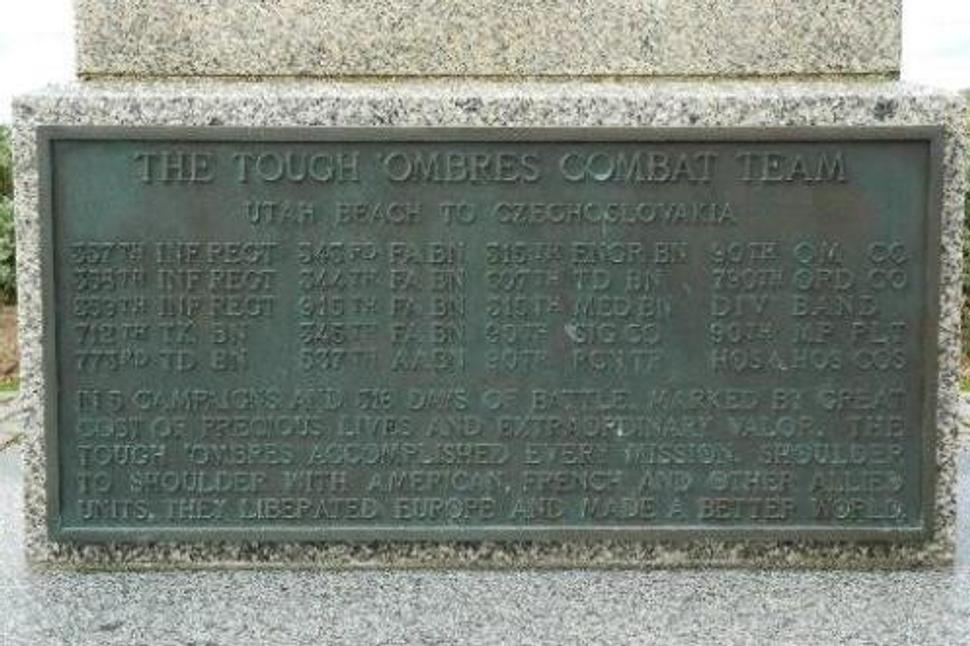 THE TOUGH 'OMBRES COMBAT TEAM
UTAH BEACH TO CZECHOSLOVAKIA
357TH INF REGT 343RD FA BN 315TH ENGR BN 90TH QM CO
358TH INF REGT 344TH FA BN 607TH TD BN 790TH ORD CO
359TH INF REGT 915TH FA BN 315TH MED BN DIV BAND
712TH TK BN 345TH FA BN 90TH SIG CO 90TH MP PLT
773RD TD BN 537TH AA BN 90TH RCN TP HQS & HQS COS
IN 5 CAMPAIGNS AND 318 DAYS OF BATTLE, MARKED BY GREAT
COST OF PRECIOUS LIVES AND EXTRAORDINARY VALOR, THE
TOUGH 'OMBRES ACCOMPLISHED EVERY MISSION. SHOULDER
TO SHOULDER WITH AMERICAN, FRENCH AND OTHER ALLIED
UNITS, THEY LIBERATED EUROPE AND MADE A BETTER WORLD.